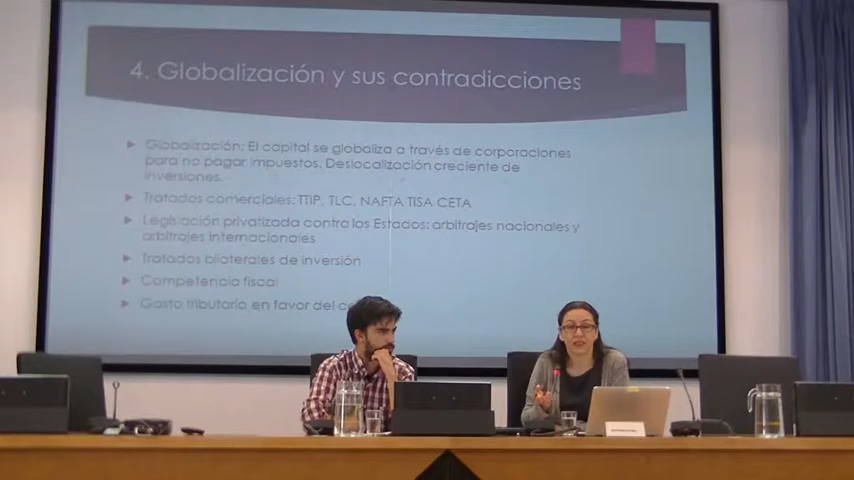 4. Globalización y sus contradicciones
Globalización: El capital se globaliza a través de corporaciones
para no pagar impuestos. Deslocalización creciente de
inversiones.
Tratados comerciales: TTIP, TLC, NAFTA TISA CETA
Legislación privatizada contra los Estados: arbitrajes nacionales y
arbitrajes internacionales.
Tratados bilaterales de inversión
Competencia fiscal
Gasto tributario en favor del